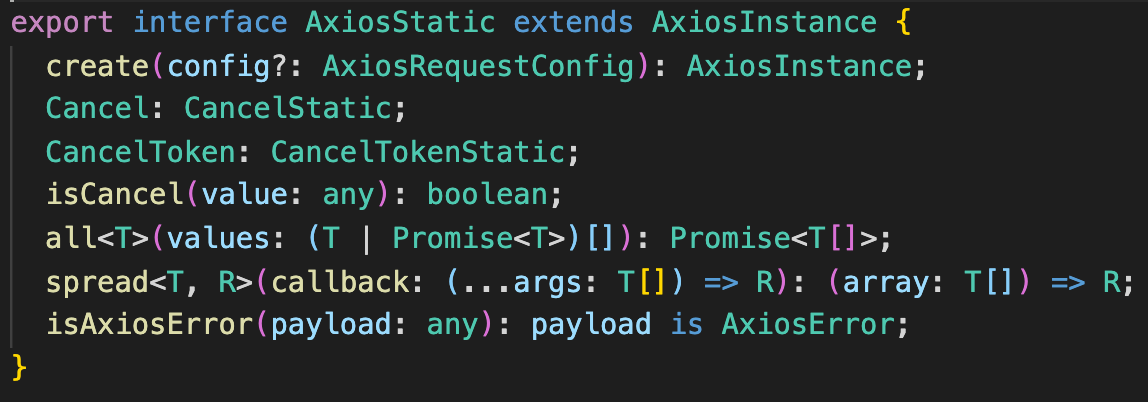 export interface AxiosStatic extends AxiosInstance {
  create(config?: AxiosRequestConfig): AxiosInstance;
  Cancel: CancelStatic;
  CancelToken: CancelTokenStatic;
  isCancel(value: any): boolean;
  all<T>(values: (T | Promise<T>)[]): Promise<T[]>;
  spread<T, R>(callback: (...args: T[]) => R): (array: T[]) => R;
  isAxiosError(payload: any): payload is AxiosError;
}